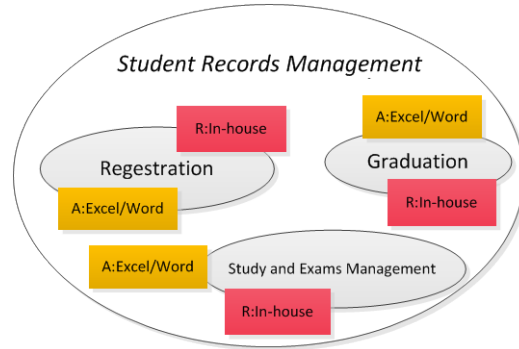 Student Records Management
R:In-house
Regestration
A:Excel/Word
A:Excel/Word
Graduation
R:In-house
A:Excel/Word
Study and Exams Management
R:In-house